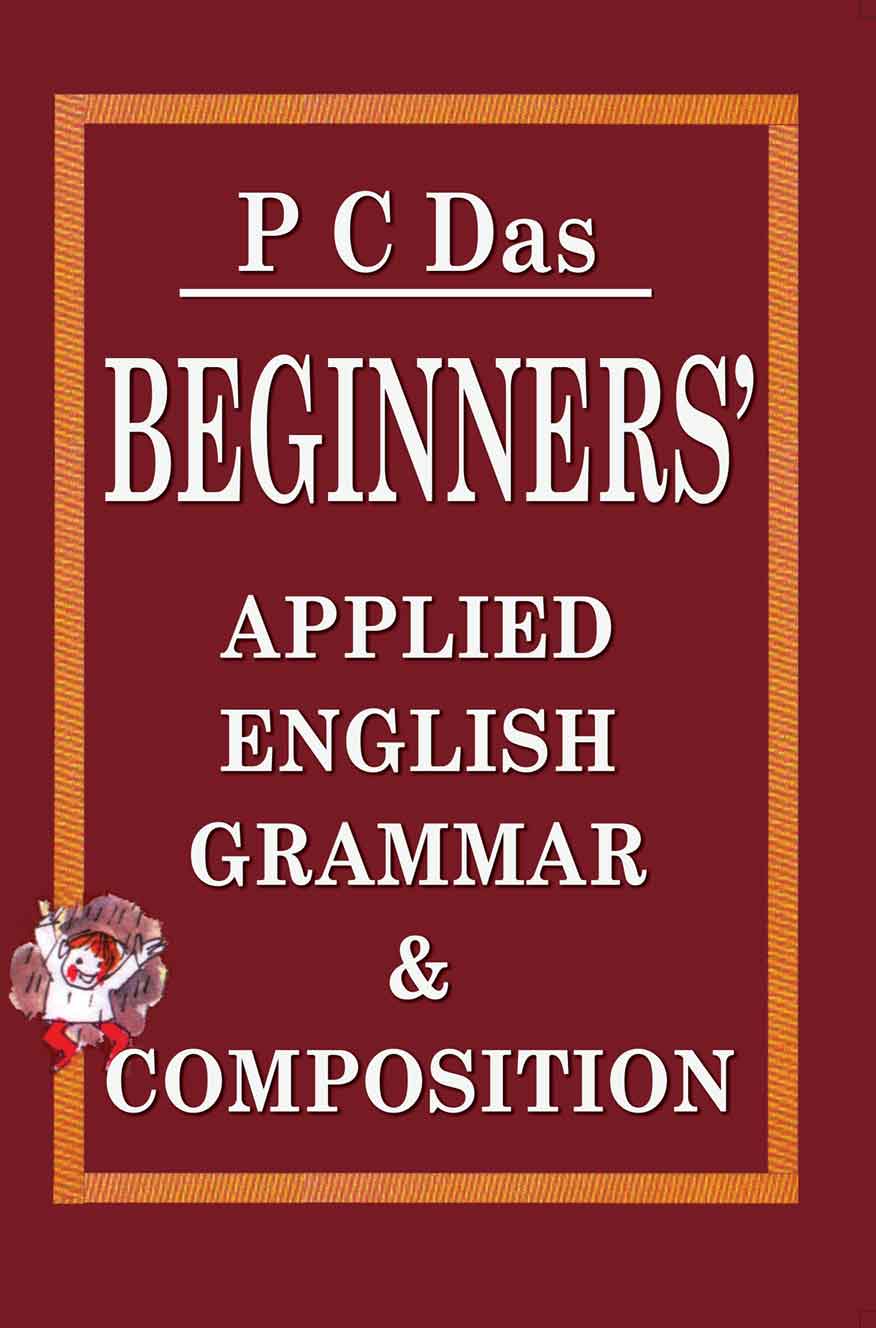 P C Das
BEGINNERS’
APPLIED
ENGLISH
GRAMMAR
&
COMPOSITION